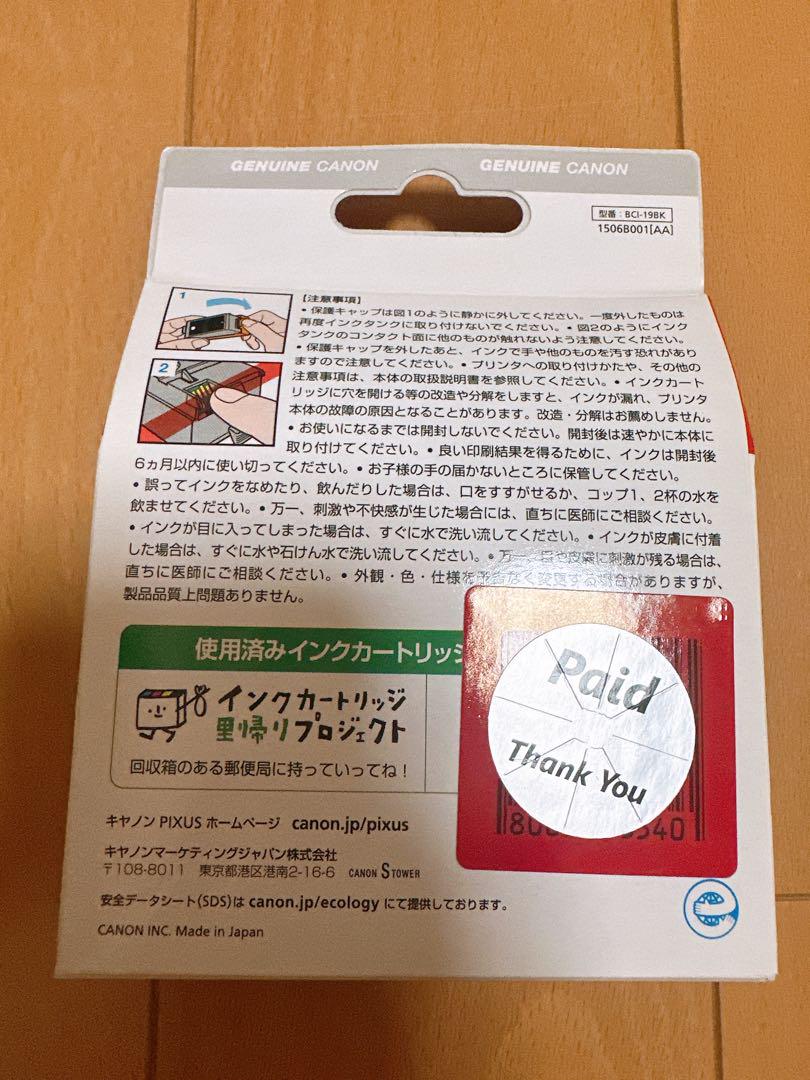 GENUINE CANON GENUINE CANON
型番：BCI-19BK
1506B001[AA]
1
2
【注意事項】
・保護キャップは図1のように静かに外してください。一度外したものは
再度インクタンクに取り付けないでください。・図2のようにインク
タンクのコンタクト面に他のものが触れないよう注意してください。
・保護キャップを外したあと、インクで手や他のものを汚す恐れがあり
ますので注意してください。・プリンタへの取り付けかたや、その他の
注意事項は、本体の取扱説明書を参照してください。・インクカート
リッジに穴を開ける等の改造や分解をしますと、インクが漏れ、プリンタ
本体の故障の原因となることがあります。改造・分解はお薦めしません。
・お使いになるまでは開封しないでください。開封後は速やかに本体に
取り付けてください。・良い印刷結果を得るために、インクは開封後
6ヵ月以内に使い切ってください。・お子様の手の届かないところに保管してください。
・誤ってインクをなめたり、飲んだりした場合は、口をすすがせるか、コップ1、2杯の水を
飲ませてください。・万一、刺激や不快感が生じた場合には、直ちに医師にご相談ください。
・インクが目に入ってしまった場合は、すぐに水で洗い流してください。・インクが皮膚に付着
した場合は、すぐに水や石けん水で洗い流してください。・万一、目や皮膚に刺激が残る場合は、
直ちに医師にご相談ください。・外観・色・仕様を予告なく変更する場合がありますが、
製品品質上問題ありません。
使用済みインクカートリッジ
インクカートリッジ
里帰りプロジェクト
回収箱のある郵便局に持っていってね！
Paid
Thank You
キヤノン PIXUS ホームページ canon.jp/pixus
キヤノンマーケティングジャパン株式会社
〒108-8011 東京都港区港南2-16-6 CANON S TOWER
安全データシート(SDS)は canon.jp/ecology にて提供しております。
CANON INC. Made in Japan